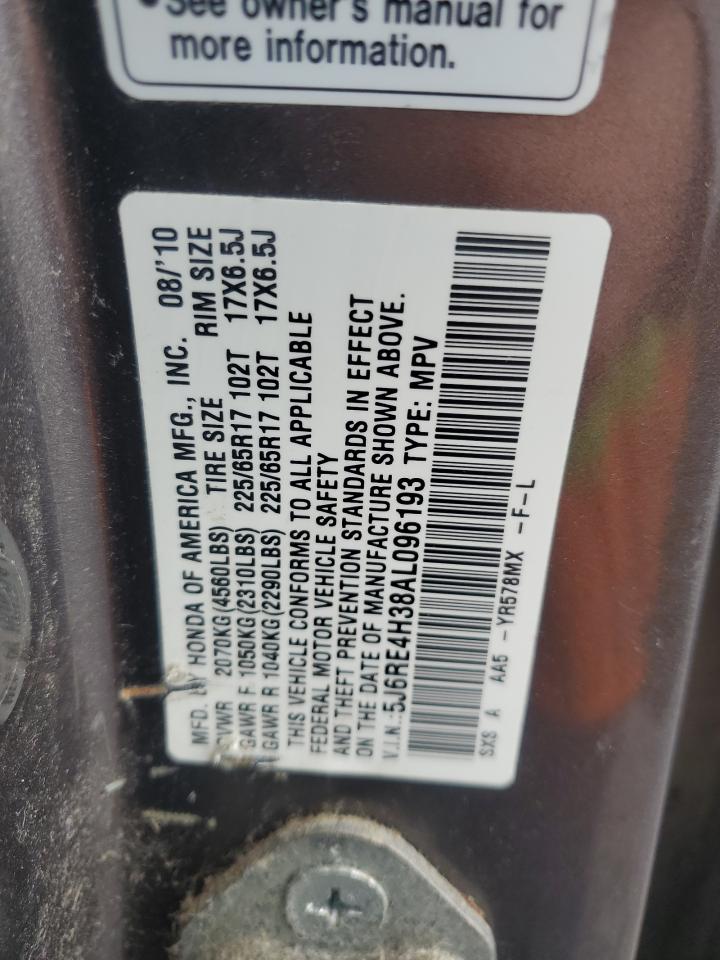 •See owner's manual for
more information.
MFD. BY HONDA OF AMERICA MFG., INC. 08/'10
GVWR 2070KG(4560LBS) TIRE SIZE RIM SIZE
GAWR F 1050KG(2310LBS) 225/65R17 102T 17X6.5J
GAWR R 1040KG(2290LBS) 225/65R17 102T 17X6.5J
THIS VEHICLE CONFORMS TO ALL APPLICABLE
FEDERAL MOTOR VEHICLE SAFETY
AND THEFT PREVENTION STANDARDS IN EFFECT
ON THE DATE OF MANUFACTURE SHOWN ABOVE.
V.I.N.:5J6RE4H38AL096193 TYPE: MPV
SXS A AA5 -YR578MX -F-L